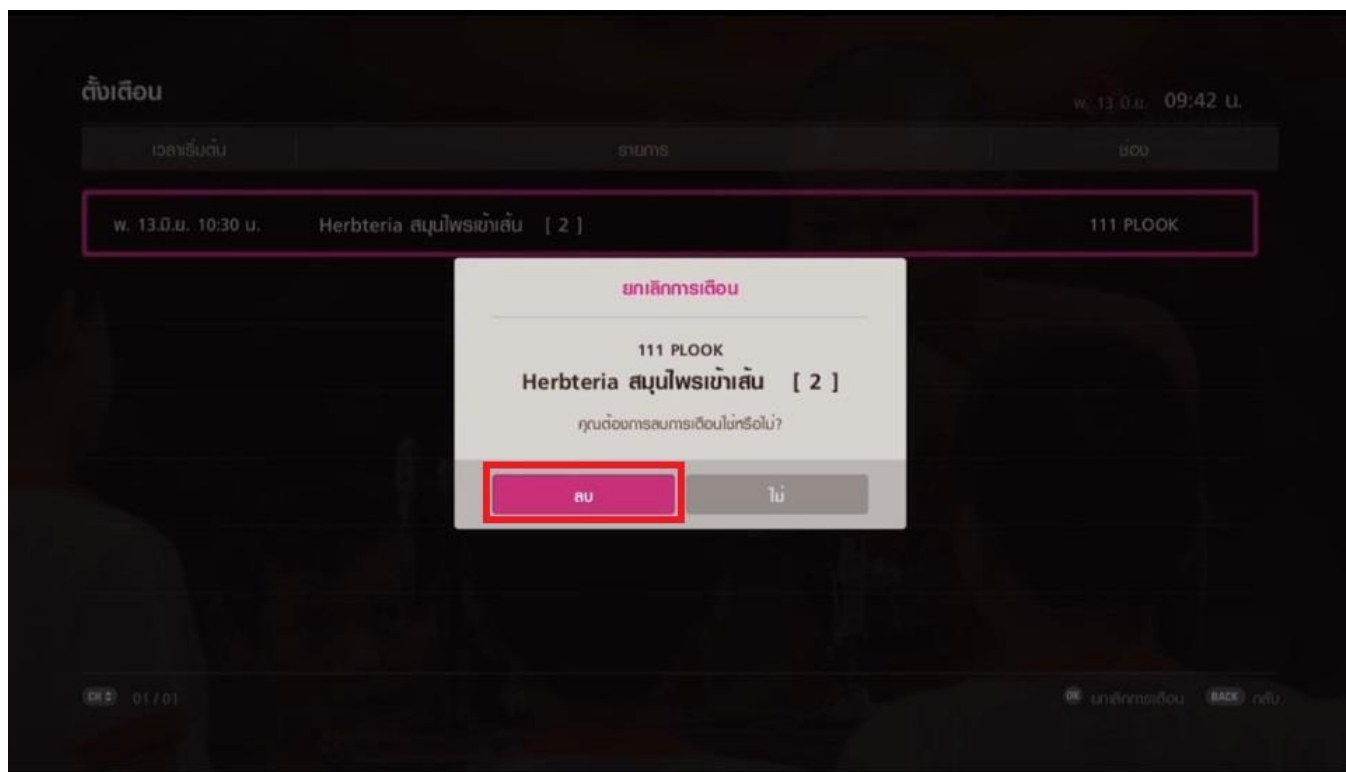 ตั้งเตือน
พ. 13 มิ.ย. 09:42 น.
เวลาเริ่มต้น รายการ ช่อง
พ. 13.มิ.ย. 10:30 น. Herbteria สมุนไพรเข้าเส้น [ 2 ] 111 PLOOK
ยกเลิกการเตือน
111 PLOOK
Herbteria สมุนไพรเข้าเส้น [ 2 ]
คุณต้องการลบการเตือนใช่หรือไม่?
ลบ ไม่
CH 01/01 OK ยกเลิกการเตือน BACK กลับ